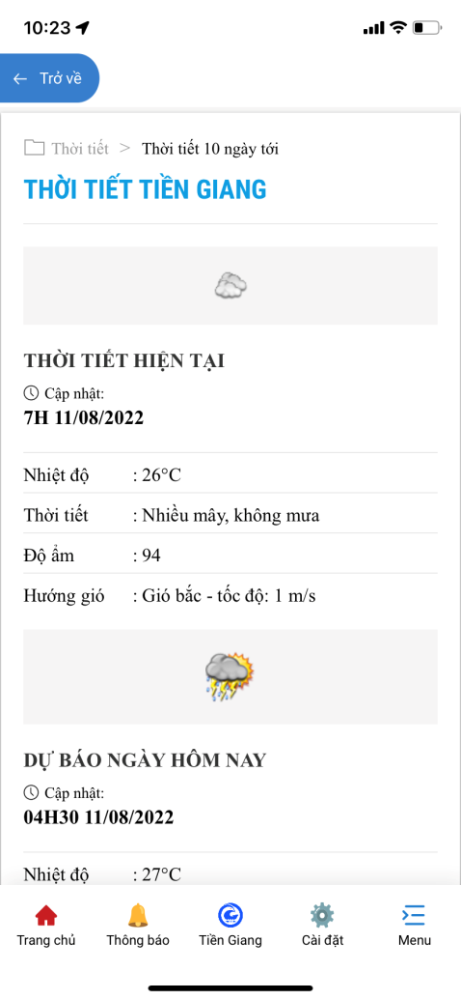 10:23
Trở về
Thời tiết > Thời tiết 10 ngày tới
THỜI TIẾT TIỀN GIANG
THỜI TIẾT HIỆN TẠI
Cập nhật:
7H 11/08/2022
Nhiệt độ : 26°C
Thời tiết : Nhiều mây, không mưa
Độ ẩm : 94
Hướng gió : Gió bắc - tốc độ: 1 m/s
DỰ BÁO NGÀY HÔM NAY
Cập nhật:
04H30 11/08/2022
Nhiệt độ : 27°C
Trang chủ Thông báo Tiền Giang Cài đặt Menu